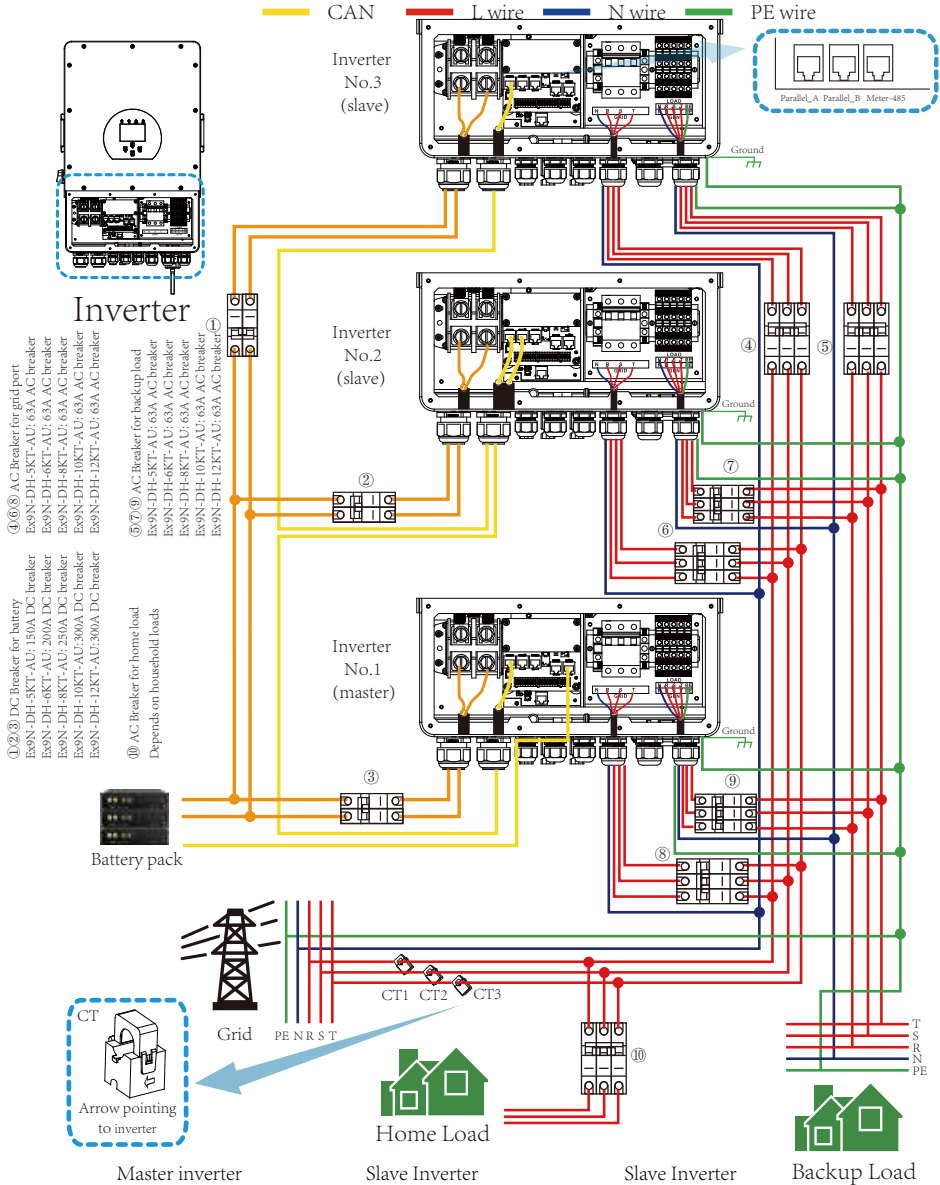 CAN
L wire
N wire
PE wire
Inverter
No.3
(slave)
LOAD
N R S T
GRID
GEN
Ground
Parallel_A Parallel_B Meter-485
Inverter
①
④⑥⑧ AC Breaker for grid port
Ex9N-DH-5KT-AU: 63A AC breaker
Ex9N-DH-6KT-AU: 63A AC breaker
Ex9N-DH-8KT-AU: 63A AC breaker
Ex9N-DH-10KT-AU: 63A AC breaker
Ex9N-DH-12KT-AU: 63A AC breaker
⑤⑦⑨ AC Breaker for backup load
Ex9N-DH-5KT-AU: 63A AC breaker
Ex9N-DH-6KT-AU: 63A AC breaker
Ex9N-DH-8KT-AU: 63A AC breaker
Ex9N-DH-10KT-AU: 63A AC breaker
Ex9N-DH-12KT-AU: 63A AC breaker
Inverter
No.2
(slave)
LOAD
GRID
GEN
Ground
④
⑤
②
⑦
⑥
①②③ DC Breaker for battery
Ex9N-DH-5KT-AU: 150A DC breaker
Ex9N-DH-6KT-AU: 200A DC breaker
Ex9N-DH-8KT-AU: 250A DC breaker
Ex9N-DH-10KT-AU:300A DC breaker
Ex9N-DH-12KT-AU:300A DC breaker
⑩ AC Breaker for home load
Depends on household loads
Inverter
No.1
(master)
LOAD
GRID
GEN
Ground
③
⑨
⑧
Battery pack
CT1 CT2 CT3
Grid
PE N R S T
CT
Arrow pointing
to inverter
⑩
Home Load
T
S
R
N
PE
Backup Load
Master inverter
Slave Inverter
Slave Inverter